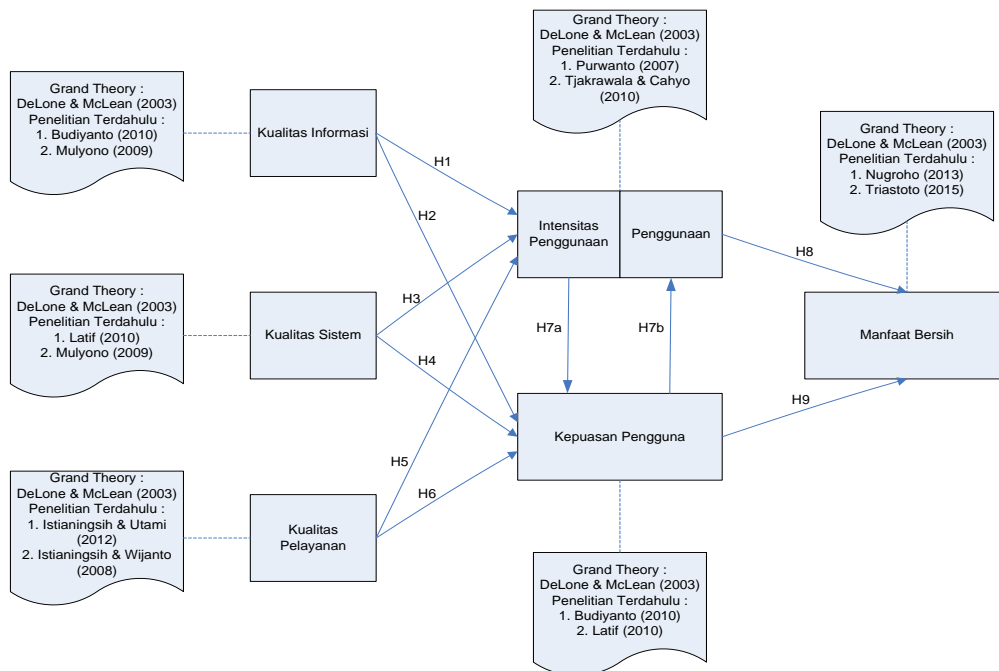 Grand Theory :
DeLone & McLean (2003)
Penelitian Terdahulu :
1. Purwanto (2007)
2. Tjakrawala & Cahyo
(2010)
Grand Theory :
DeLone & McLean (2003)
Penelitian Terdahulu :
1. Budiyanto (2010)
2. Mulyono (2009)
Kualitas Informasi
Grand Theory :
DeLone & McLean (2003)
Penelitian Terdahulu :
1. Nugroho (2013)
2. Triastoto (2015)
H1
H2
Intensitas
Penggunaan
Penggunaan
H8
Grand Theory :
DeLone & McLean (2003)
Penelitian Terdahulu :
1. Latif (2010)
2. Mulyono (2009)
Kualitas Sistem
H3
H4
H7a
H7b
Manfaat Bersih
H9
Kepuasan Pengguna
H5
H6
Grand Theory :
DeLone & McLean (2003)
Penelitian Terdahulu :
1. Istianingsih & Utami
(2012)
2. Istianingsih & Wijanto
(2008)
Kualitas
Pelayanan
Grand Theory :
DeLone & McLean (2003)
Penelitian Terdahulu :
1. Budiyanto (2010)
2. Latif (2010)